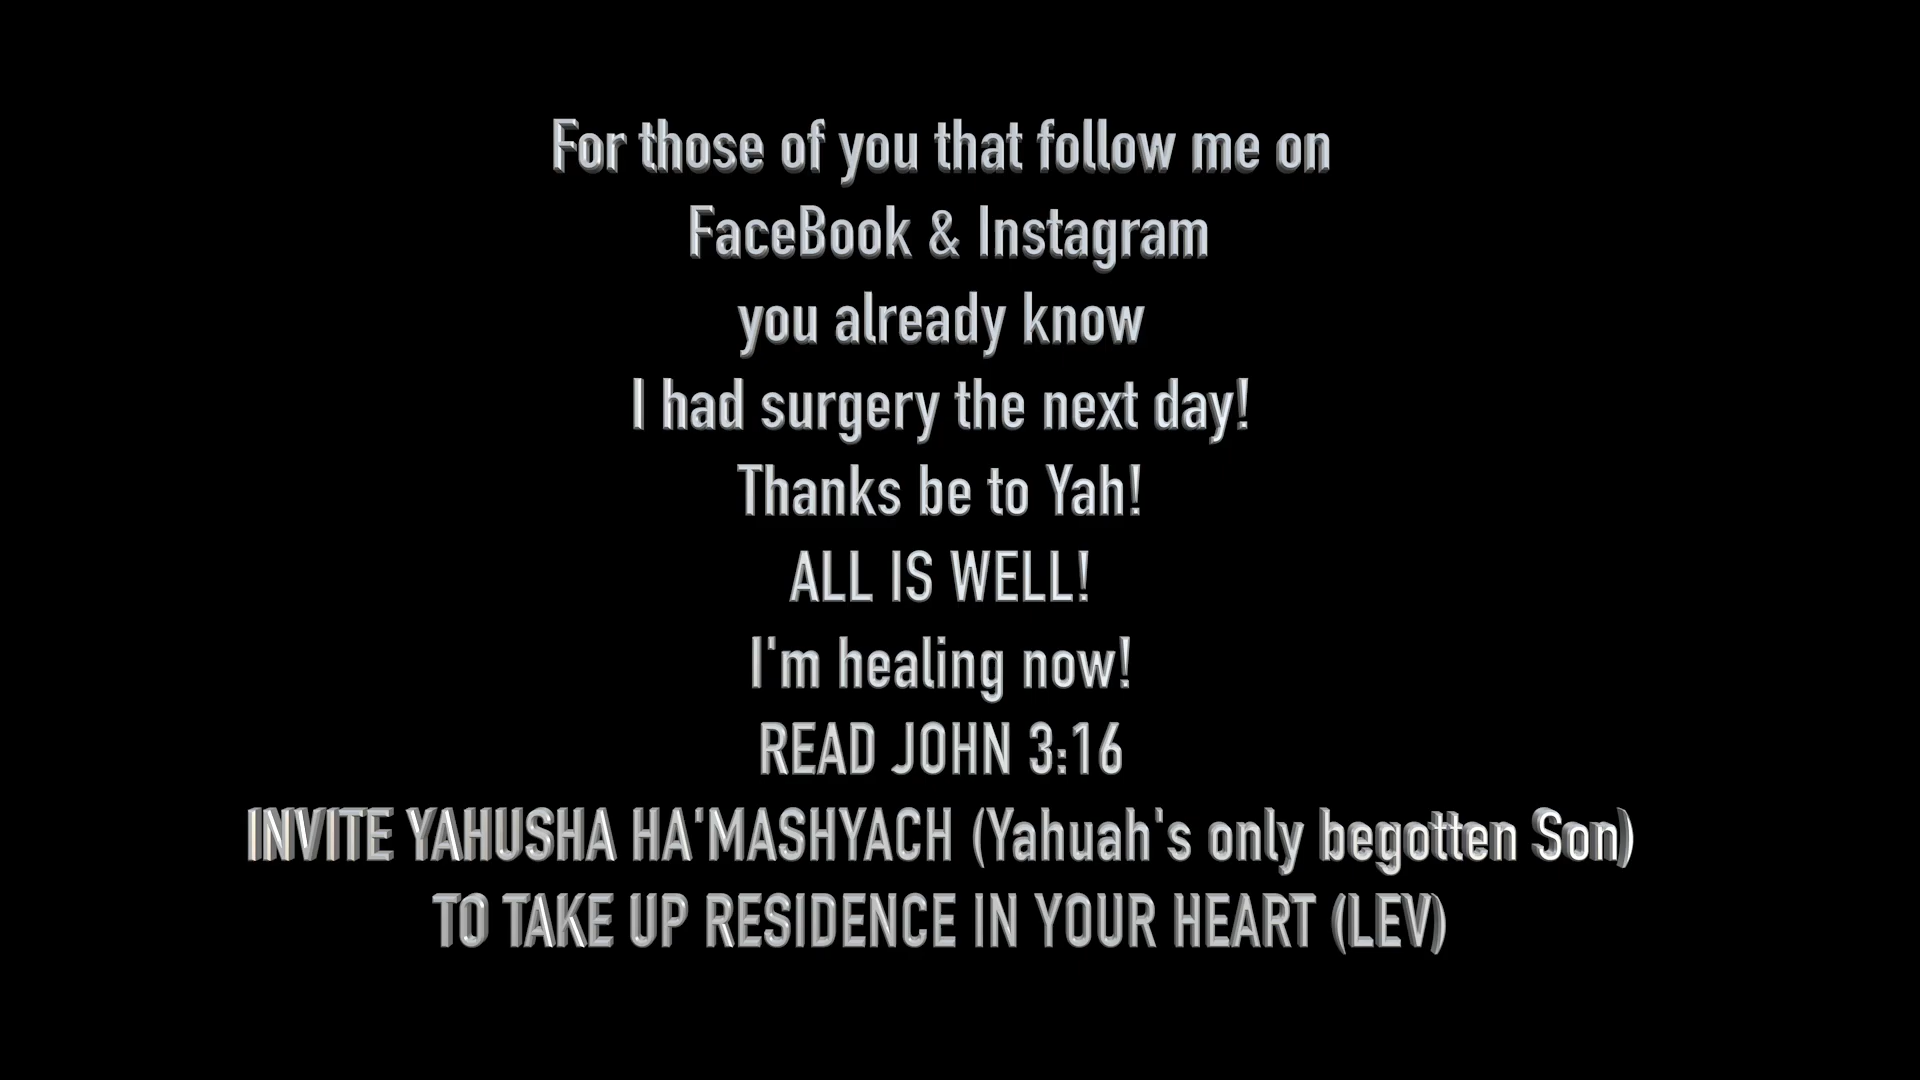 For those of you that follow me on
FaceBook & Instagram
you already know
I had surgery the next day!
Thanks be to Yah!
ALL IS WELL!
I'm healing now!
READ JOHN 3:16
INVITE YAHUSHA HA'MASHYACH (Yahuah's only begotten Son)
TO TAKE UP RESIDENCE IN YOUR HEART (LEV)